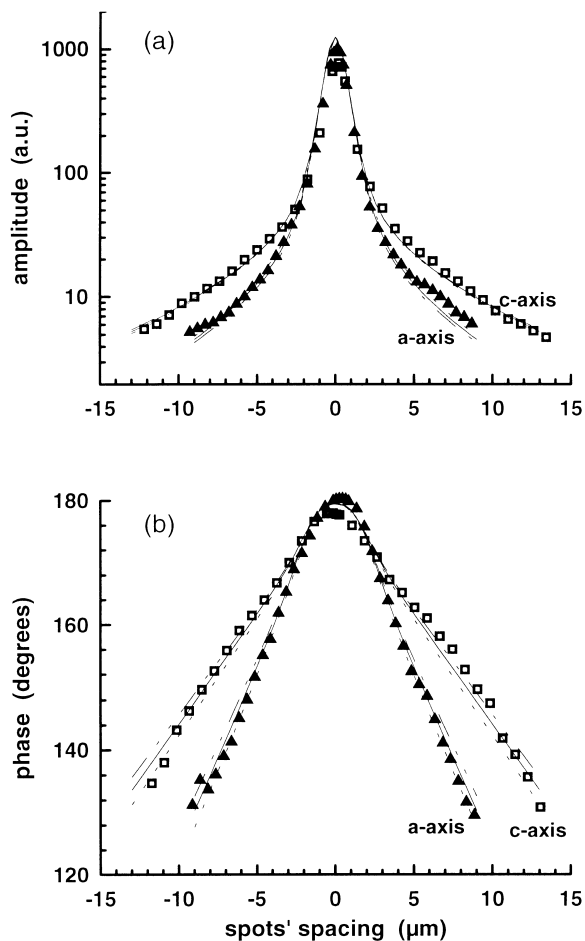 (a)
1000
100
10
amplitude (a.u.)
c-axis
a-axis
-15 -10 -5 0 5 10 15
(b)
180
160
140
120
phase (degrees)
a-axis
c-axis
-15 -10 -5 0 5 10 15
spots' spacing (μm)